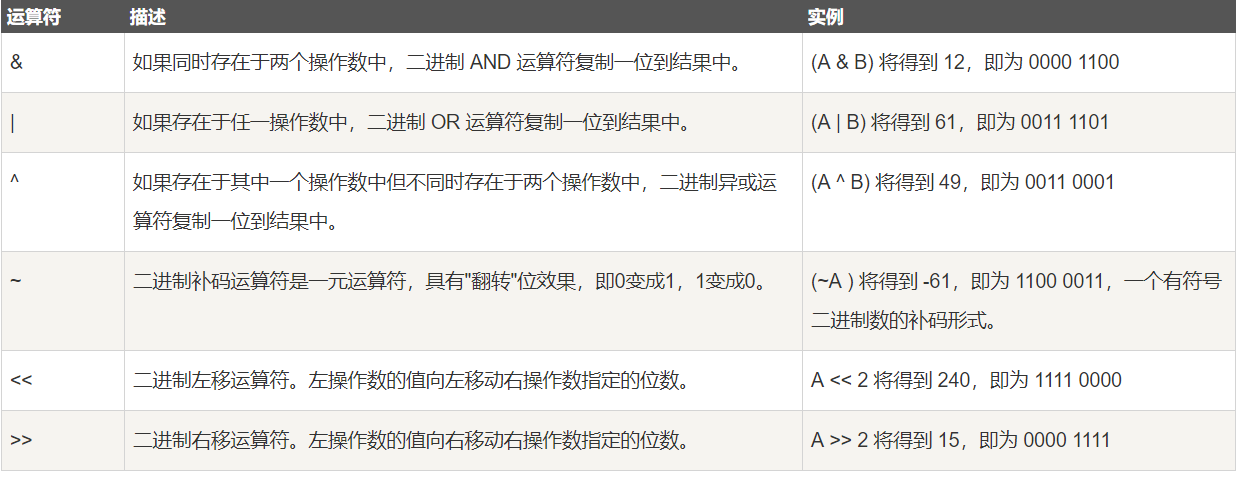 运算符 描述 实例
& 如果同时存在于两个操作数中，二进制 AND 运算符复制一位到结果中。 (A & B) 将得到 12，即为 0000 1100
| 如果存在于任一操作数中，二进制 OR 运算符复制一位到结果中。 (A | B) 将得到 61，即为 0011 1101
^ 如果存在于其中一个操作数中但不同时存在于两个操作数中，二进制异或运 (A ^ B) 将得到 49，即为 0011 0001
算符复制一位到结果中。
~ 二进制补码运算符是一元运算符，具有"翻转"位效果，即0变成1，1变成0。 (~A ) 将得到 -61，即为 1100 0011，一个有符号
二进制数的补码形式。
<< 二进制左移运算符。左操作数的值向左移动右操作数指定的位数。 A << 2 将得到 240，即为 1111 0000
>> 二进制右移运算符。左操作数的值向右移动右操作数指定的位数。 A >> 2 将得到 15，即为 0000 1111